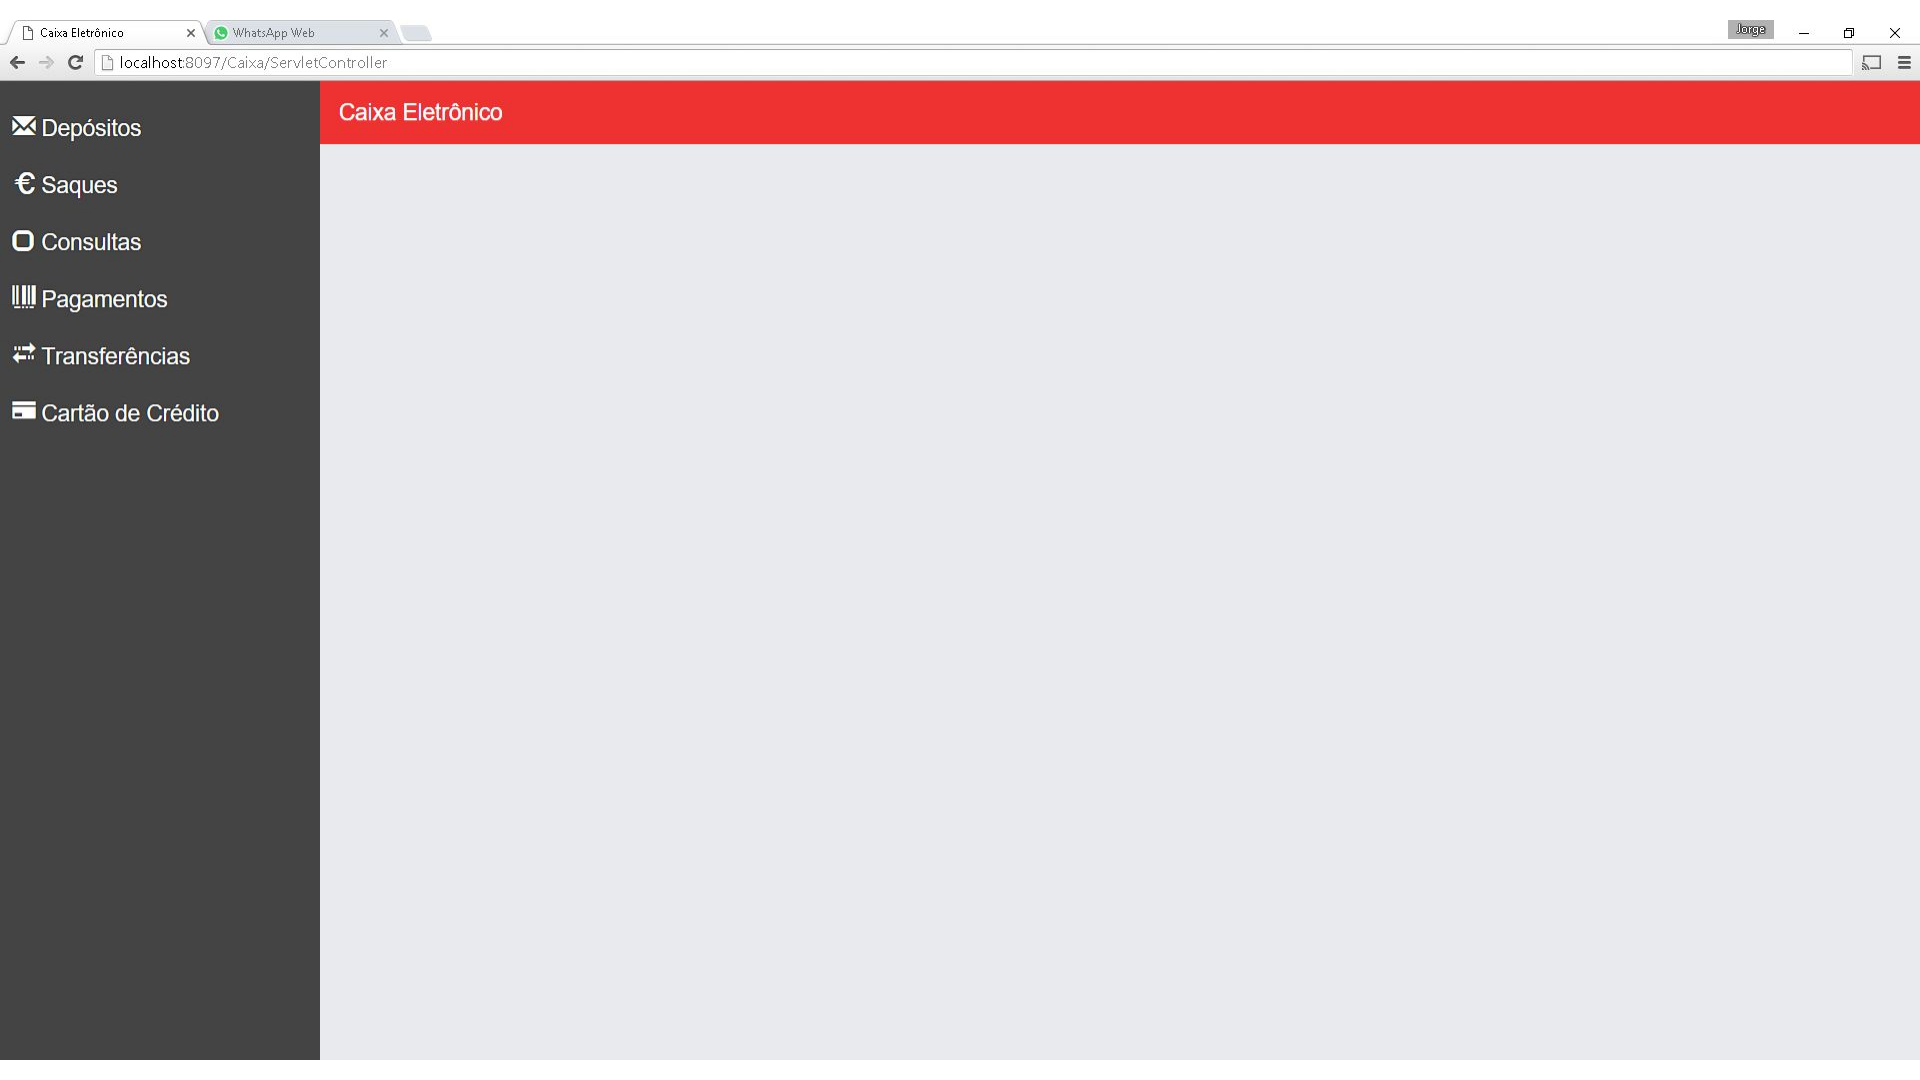 Caixa Eletrônico
WhatsApp Web
Jorge
localhost:8097/Caixa/ServletController
Caixa Eletrônico
Depósitos
€ Saques
Consultas
Pagamentos
Transferências
Cartão de Crédito